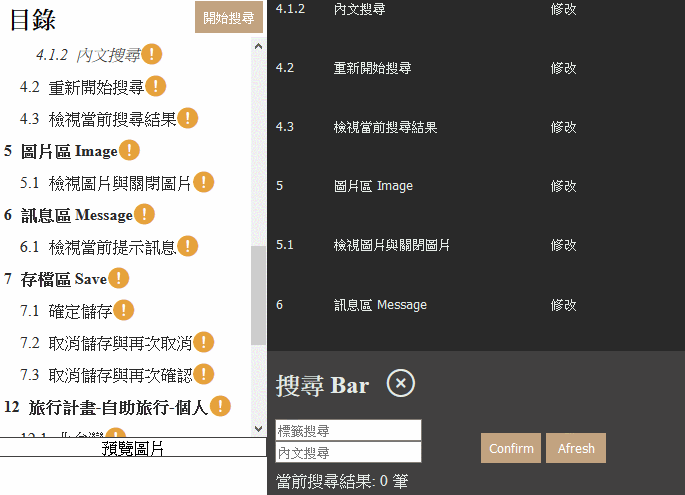 目錄
開始搜尋
4.1.2 內文搜尋
4.2 重新開始搜尋
4.3 檢視當前搜尋結果
5 圖片區 Image
5.1 檢視圖片與關閉圖片
6 訊息區 Message
6.1 檢視當前提示訊息
7 存檔區 Save
7.1 確定儲存
7.2 取消儲存與再次取消
7.3 取消儲存與再次確認
12 旅行計畫-自助旅行-個人
預覽圖片
4.1.2 內文搜尋 修改
4.2 重新開始搜尋 修改
4.3 檢視當前搜尋結果 修改
5 圖片區 Image 修改
5.1 檢視圖片與關閉圖片 修改
6 訊息區 Message 修改
搜尋 Bar
標籤搜尋
內文搜尋
Confirm
Afresh
當前搜尋結果: 0 筆